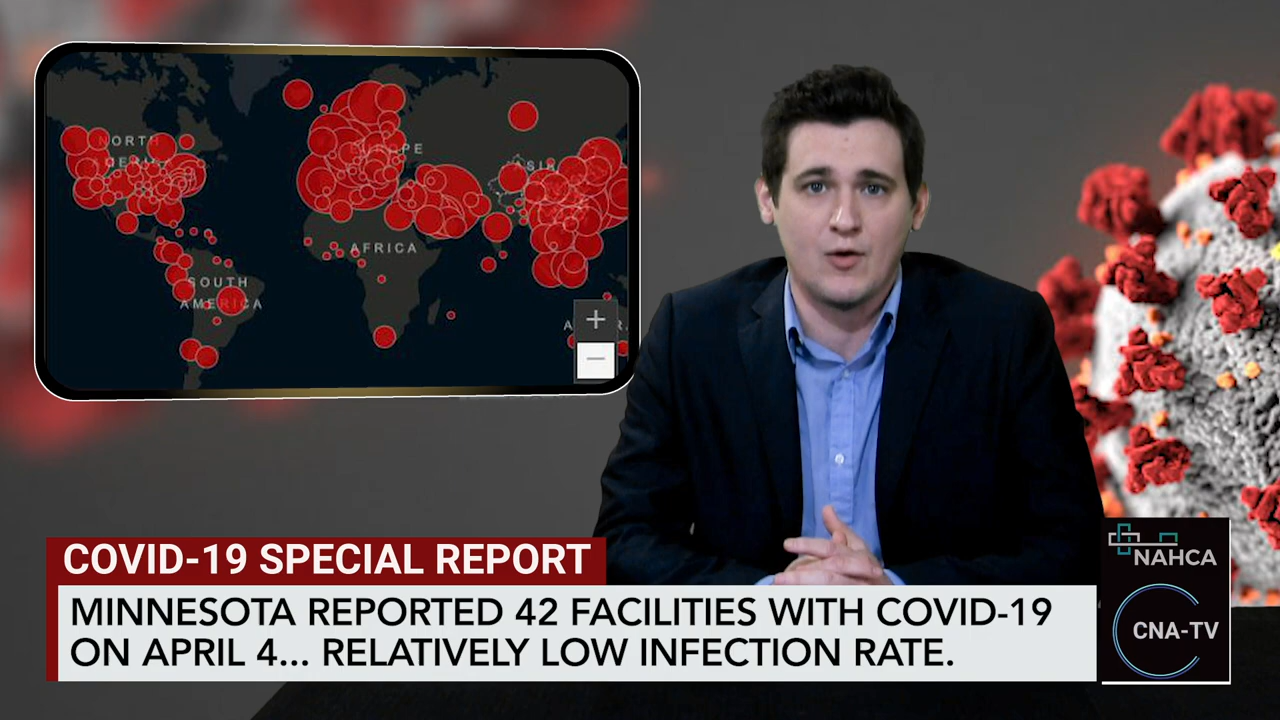 NORTH
AMERICA
EUROPE
ASIA
AFRICA
SOUTH
AMERICA
COVID-19 SPECIAL REPORT
MINNESOTA REPORTED 42 FACILITIES WITH COVID-19
ON APRIL 4... RELATIVELY LOW INFECTION RATE.
NAHCA
CNA-TV